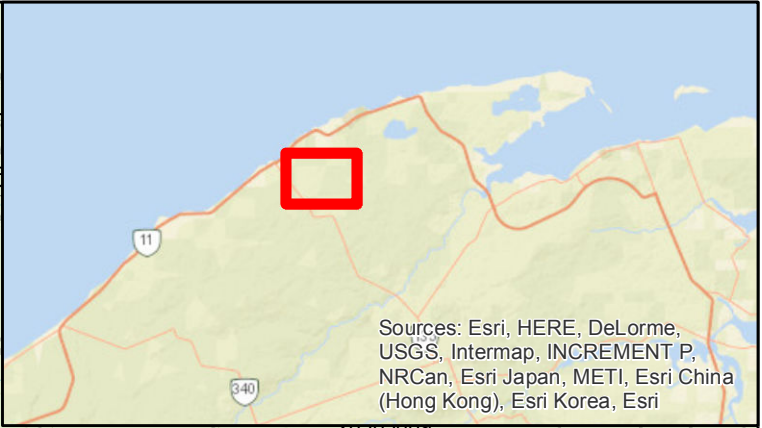 11
Sources: Esri, HERE, DeLorme,
USGS, Intermap, INCREMENT P,
NRCan, Esri Japan, METI, Esri China
(Hong Kong), Esri Korea, Esri
340